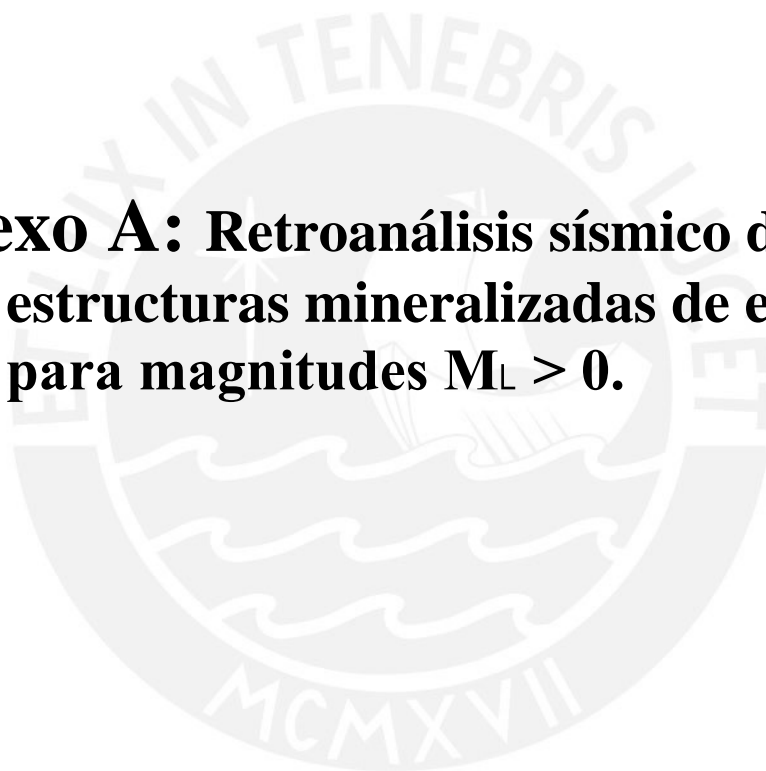 ET LUX IN TENEBRIS LUCET
exo A: Retroanálisis sísmico d
estructuras mineralizadas de e
para magnitudes ML > 0.
MCMXVII